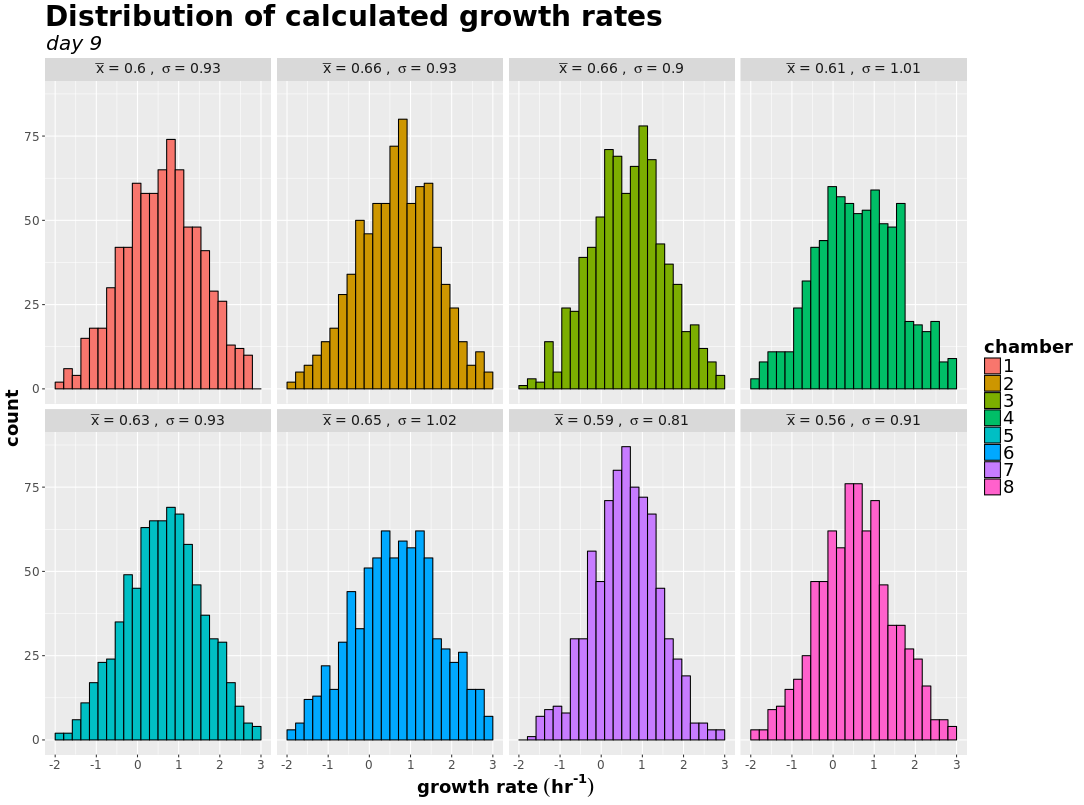 Distribution of calculated growth rates
day 9
x̅ = 0.6 , σ = 0.93
x̅ = 0.66 , σ = 0.93
x̅ = 0.66 , σ = 0.9
x̅ = 0.61 , σ = 1.01
75
50
25
0
x̅ = 0.63 , σ = 0.93
x̅ = 0.65 , σ = 1.02
x̅ = 0.59 , σ = 0.81
x̅ = 0.56 , σ = 0.91
75
50
25
0
-2 -1 0 1 2 3
-2 -1 0 1 2 3
-2 -1 0 1 2 3
-2 -1 0 1 2 3
count
growth rate (hr⁻¹)
chamber
1
2
3
4
5
6
7
8